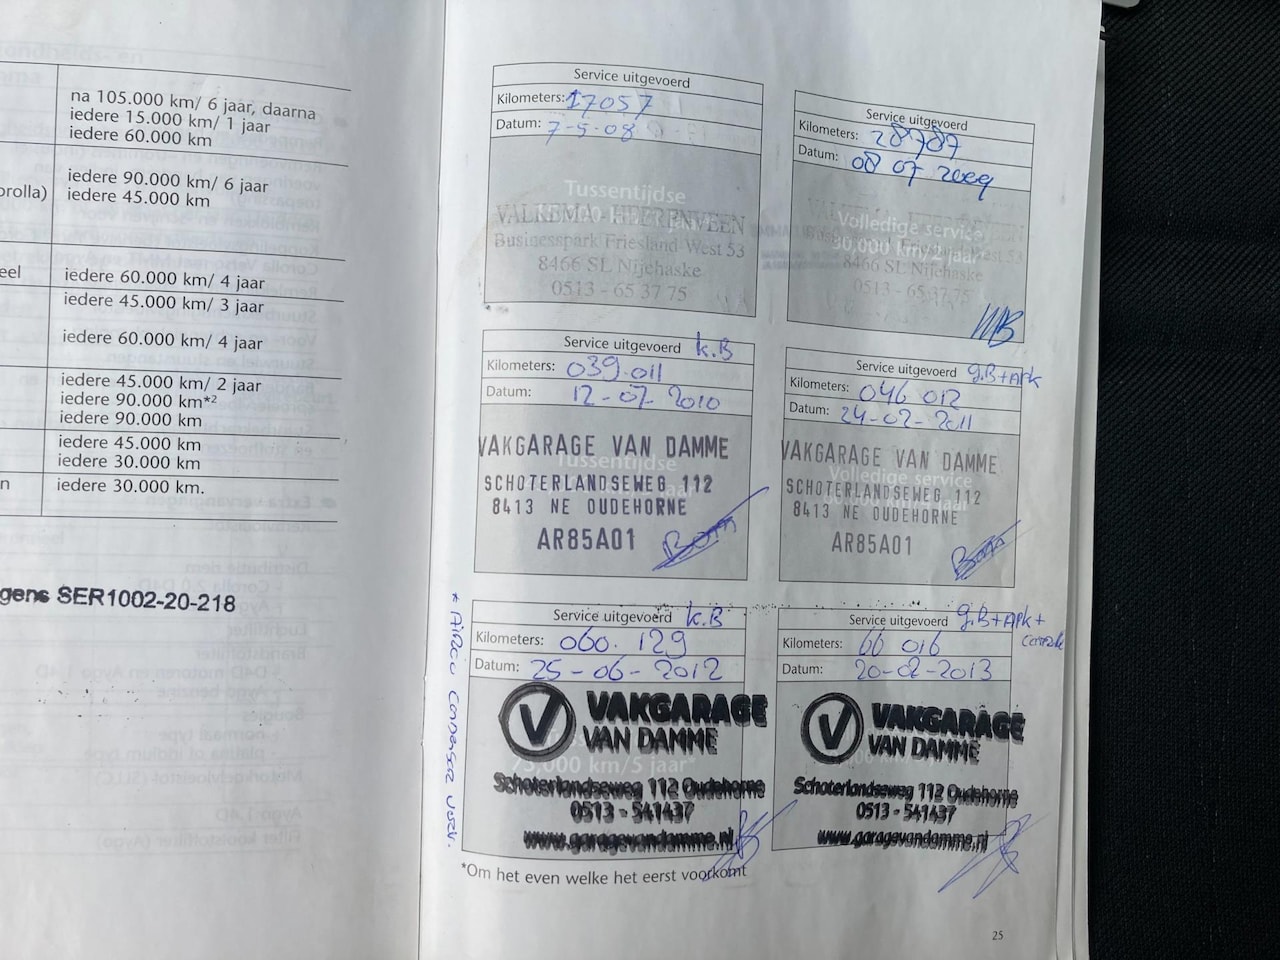 na 105.000 km/ 6 jaar, daarna
iedere 15.000 km/ 1 jaar
iedere 60.000 km
orolla)
iedere 90.000 km/ 6 jaar
iedere 45.000 km
eel
iedere 60.000 km/ 4 jaar
iedere 45.000 km/ 3 jaar
iedere 60.000 km/ 4 jaar
iedere 45.000 km/ 2 jaar
iedere 90.000 km*2
iedere 90.000 km
iedere 45.000 km
iedere 30.000 km
n
iedere 30.000 km.
gens SER1002-20-218
Service uitgevoerd
Kilometers: 17057
Datum: 7-5-08
Tussentijdse
VALKEMA HEERENVEEN
Businesspark Friesland-West 53
8466 SL Nijehaske
0513 - 65 37 75
Service uitgevoerd
Kilometers: 28787
Datum: 08 07 2009
Volledige service
30.000 km/2 jaar
8466 SL Nijehaske
0513 - 65 37 75
Service uitgevoerd K.B
Kilometers: 039.011
Datum: 12-07-2010
Tussentijdse
VAKGARAGE VAN DAMME
SCHOTERLANDSEWEG 112
8413 NE OUDEHORNE
AR85A01
Service uitgevoerd g.B+APK
Kilometers: 046 012
Datum: 24-02-2011
Volledige service
VAKGARAGE VAN DAMME
SCHOTERLANDSEWEG 112
8413 NE OUDEHORNE
AR85A01
Service uitgevoerd K.B
Kilometers: 060.129
Datum: 25-06-2012
VAKGARAGE
VAN DAMME
75,000 km/5 jaar*
Schoterlandseweg 112 Oudehorne
0513 - 541437
www.garagevandamme.nl
Service uitgevoerd g.B+APK+
Kilometers: 66 016
Datum: 20-02-2013
VAKGARAGE
VAN DAMME
Schoterlandseweg 112 Oudehorne
0513 - 541437
www.garagevandamme.nl
*Om het even welke het eerst voorkomt
25